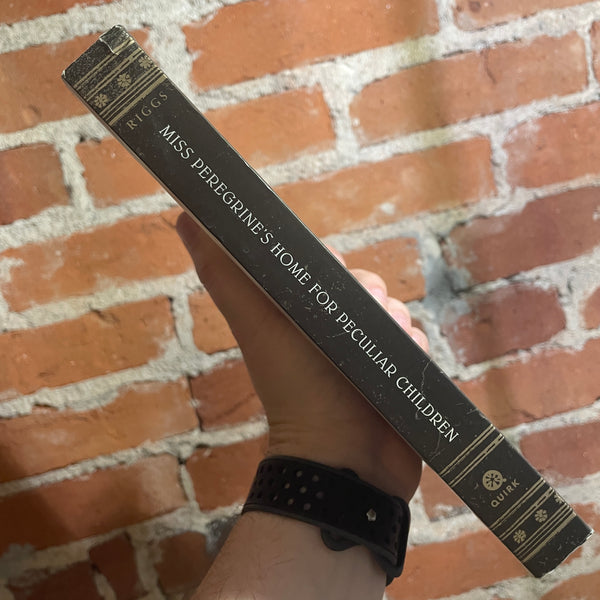 RIGGS
MISS PEREGRINE'S HOME FOR PECULIAR CHILDREN
QUIRK